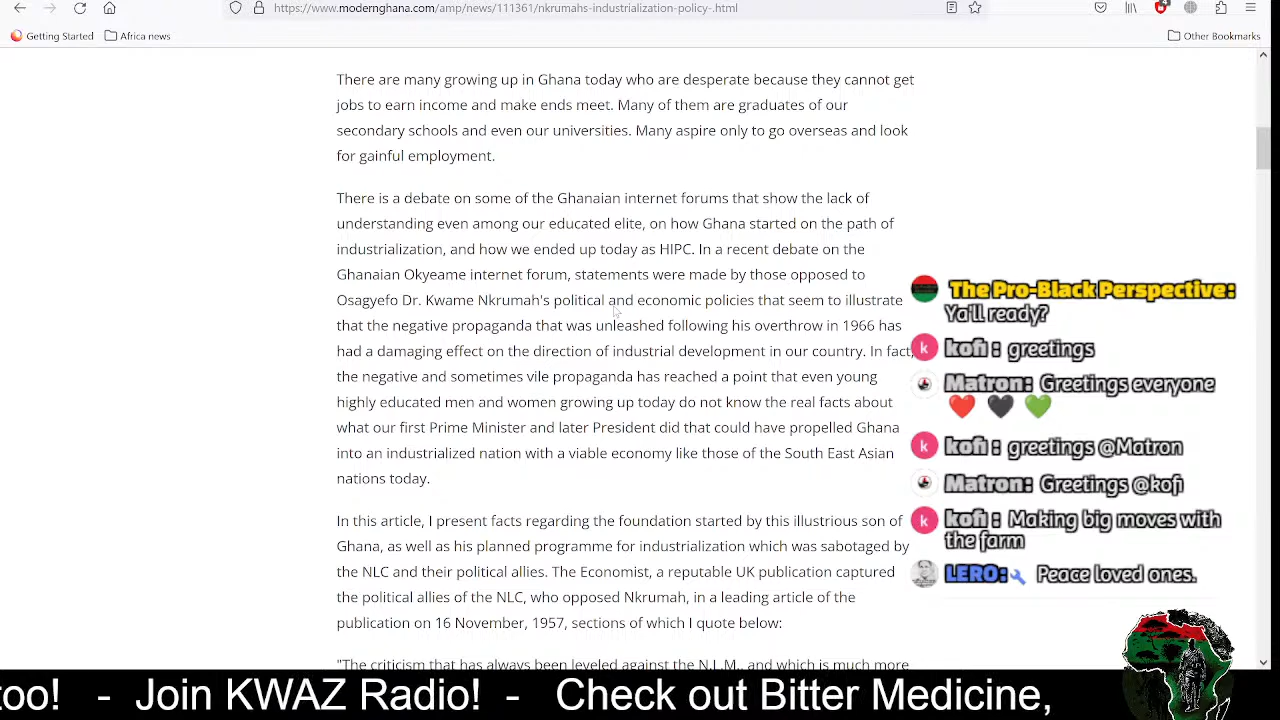 https://www.modernghana.com/amp/news/111361/nkrumahs-industrialization-policy-.html
4
Getting Started
Africa news
Other Bookmarks
There are many growing up in Ghana today who are desperate because they cannot get
jobs to earn income and make ends meet. Many of them are graduates of our
secondary schools and even our universities. Many aspire only to go overseas and look
for gainful employment.
There is a debate on some of the Ghanaian internet forums that show the lack of
understanding even among our educated elite, on how Ghana started on the path of
industrialization, and how we ended up today as HIPC. In a recent debate on the
Ghanaian Okyeame internet forum, statements were made by those opposed to
Osagyefo Dr. Kwame Nkrumah's political and economic policies that seem to illustrate
that the negative propaganda that was unleashed following his overthrow in 1966 has
had a damaging effect on the direction of industrial development in our country. In fact,
the negative and sometimes vile propaganda has reached a point that even young
highly educated men and women growing up today do not know the real facts about
what our first Prime Minister and later President did that could have propelled Ghana
into an industrialized nation with a viable economy like those of the South East Asian
nations today.
In this article, I present facts regarding the foundation started by this illustrious son of
Ghana, as well as his planned programme for industrialization which was sabotaged by
the NLC and their political allies. The Economist, a reputable UK publication captured
the political allies of the NLC, who opposed Nkrumah, in a leading article of the
publication on 16 November, 1957, sections of which I quote below:
"The criticism that has always been leveled against the N.L.M., and which is much more
The Pro-Black Perspective:
Ya'll ready?
k kofi : greetings
Matron: Greetings everyone
❤️ 🖤 💚
k kofi : greetings @Matron
Matron: Greetings @kofi
k kofi : Making big moves with
the farm
LERO: Peace loved ones.
too! - Join KWAZ Radio! - Check out Bitter Medicine,